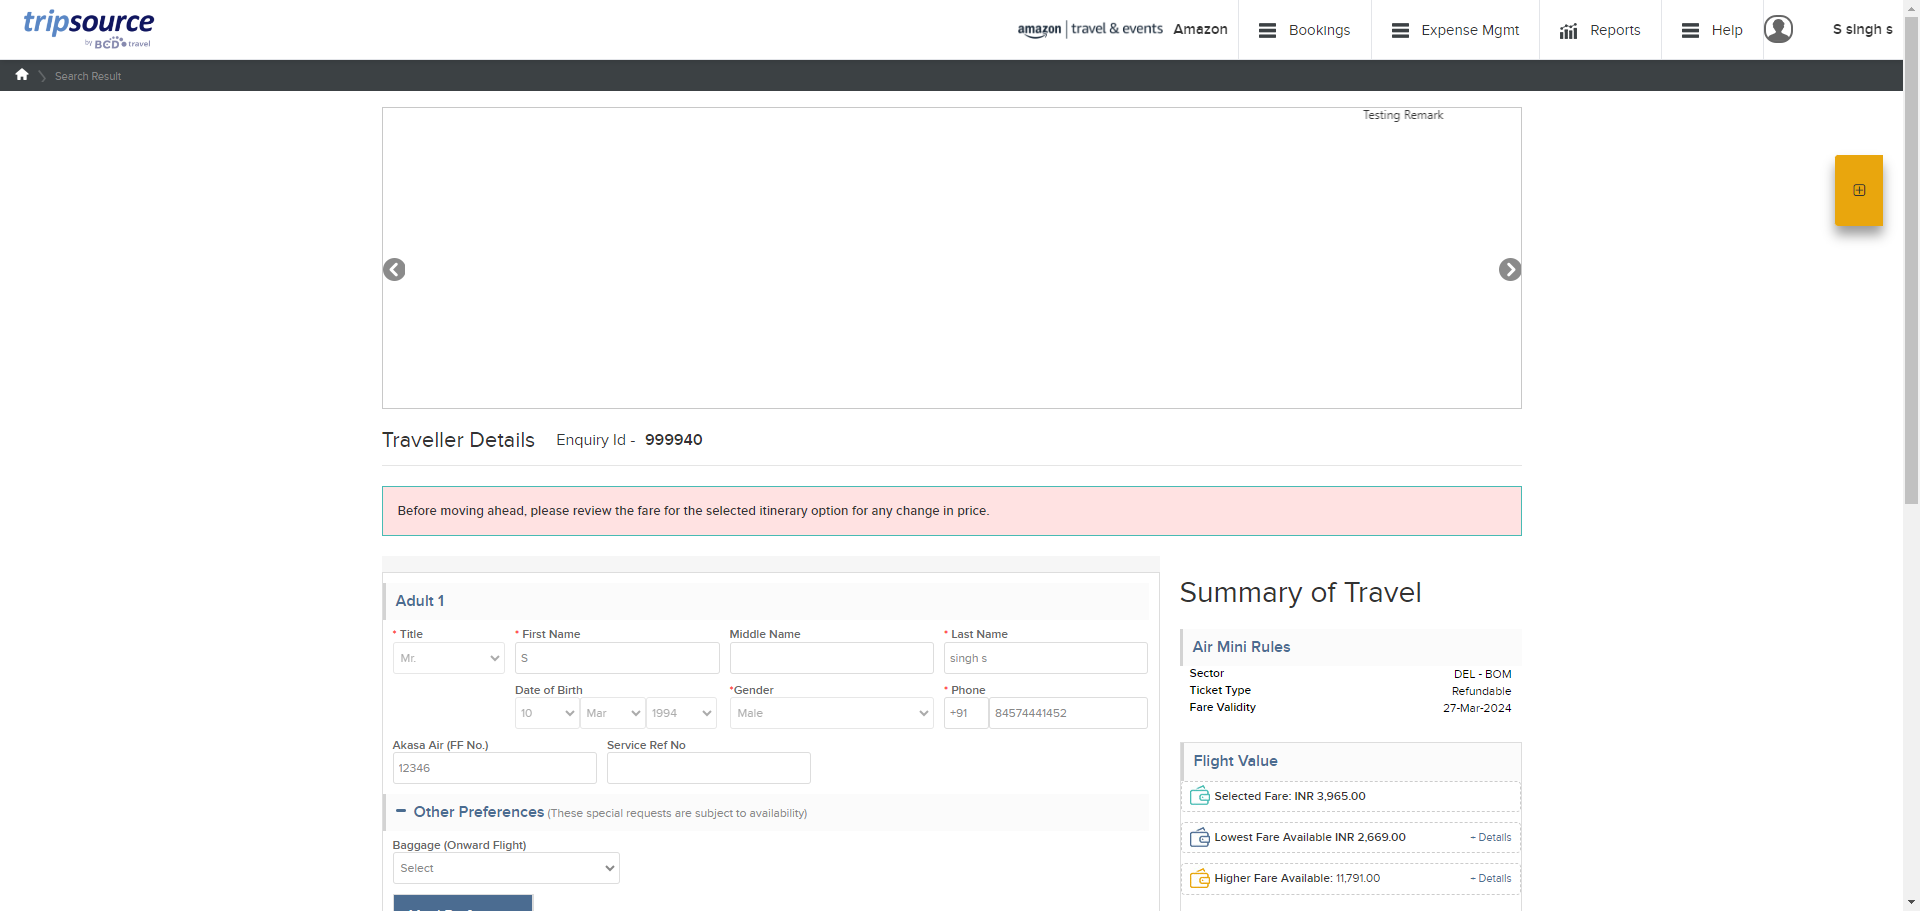 tripsource
by BCD travel
amazon | travel & events Amazon
Bookings
Expense Mgmt
Reports
Help
S singh s
Search Result
Testing Remark
Traveller Details Enquiry Id - 999940
Before moving ahead, please review the fare for the selected itinerary option for any change in price.
Adult 1
* Title * First Name Middle Name * Last Name
Mr. S singh s
Date of Birth *Gender * Phone
10 Mar 1994 Male +91 84574441452
Akasa Air (FF No.) Service Ref No
12346
Other Preferences (These special requests are subject to availability)
Baggage (Onward Flight)
Select
Summary of Travel
Air Mini Rules
Sector DEL - BOM
Ticket Type Refundable
Fare Validity 27-Mar-2024
Flight Value
Selected Fare: INR 3,965.00
Lowest Fare Available INR 2,669.00 + Details
Higher Fare Available: 11,791.00 + Details